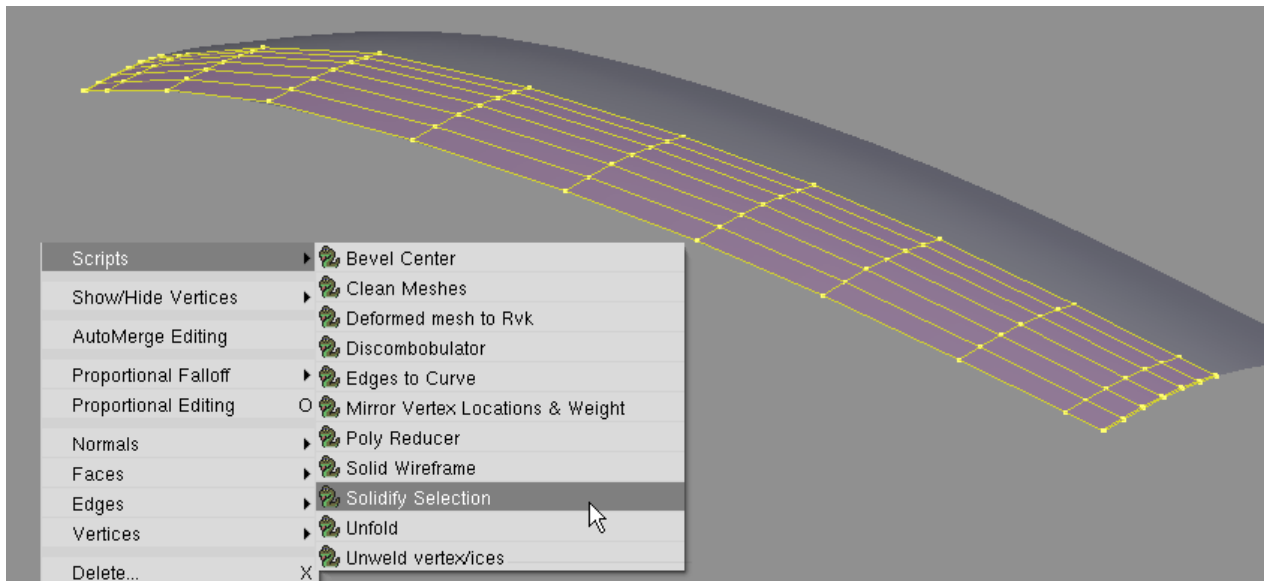 Scripts
Show/Hide Vertices
AutoMerge Editing
Proportional Falloff
Proportional Editing O
Normals
Faces
Edges
Vertices
Delete... X
Bevel Center
Clean Meshes
Deformed mesh to Rvk
Discombobulator
Edges to Curve
Mirror Vertex Locations & Weight
Poly Reducer
Solid Wireframe
Solidify Selection
Unfold
Unweld vertex/ices